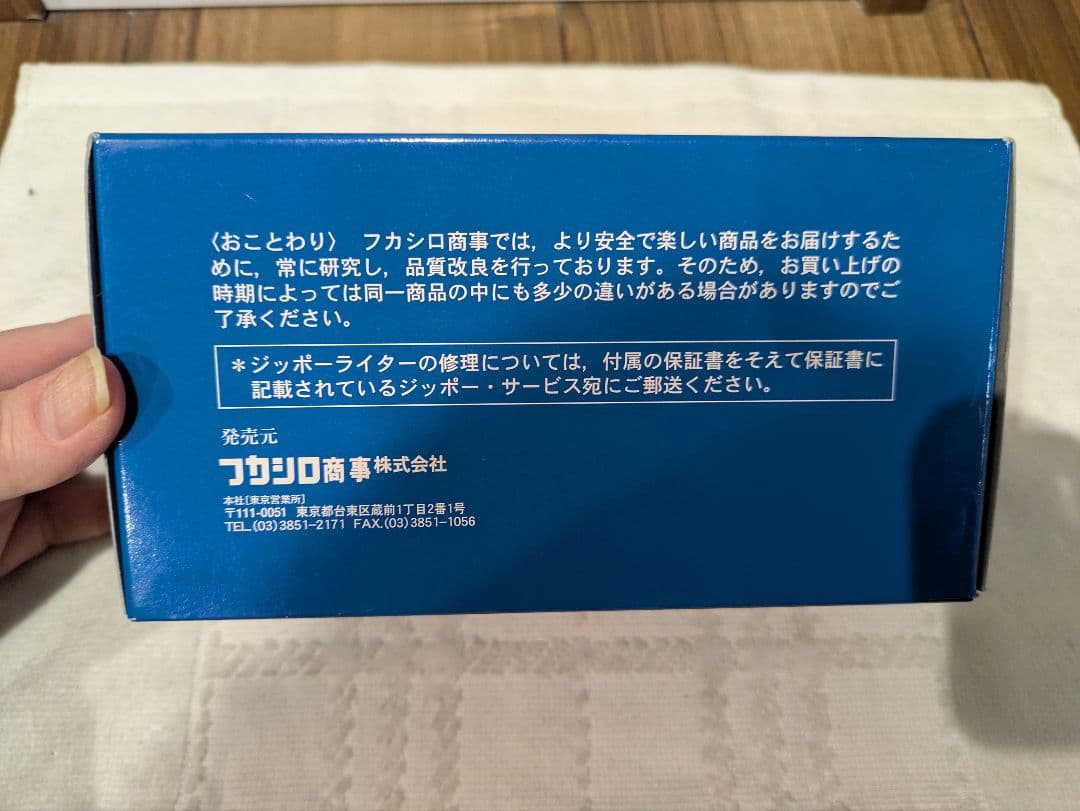 〈おことわり〉 フカシロ商事では，より安全で楽しい商品をお届けするた
めに，常に研究し，品質改良を行っております。そのため，お買い上げの
時期によっては同一商品の中にも多少の違いがある場合がありますのでご
了承ください。
＊ジッポーライターの修理については，付属の保証書をそえて保証書に
記載されているジッポー・サービス宛にご郵送ください。
発売元
フカシロ商事株式会社
本社［東京営業所］
〒111-0051 東京都台東区蔵前1丁目2番1号
TEL.(03)3851-2171 FAX.(03)3851-1056